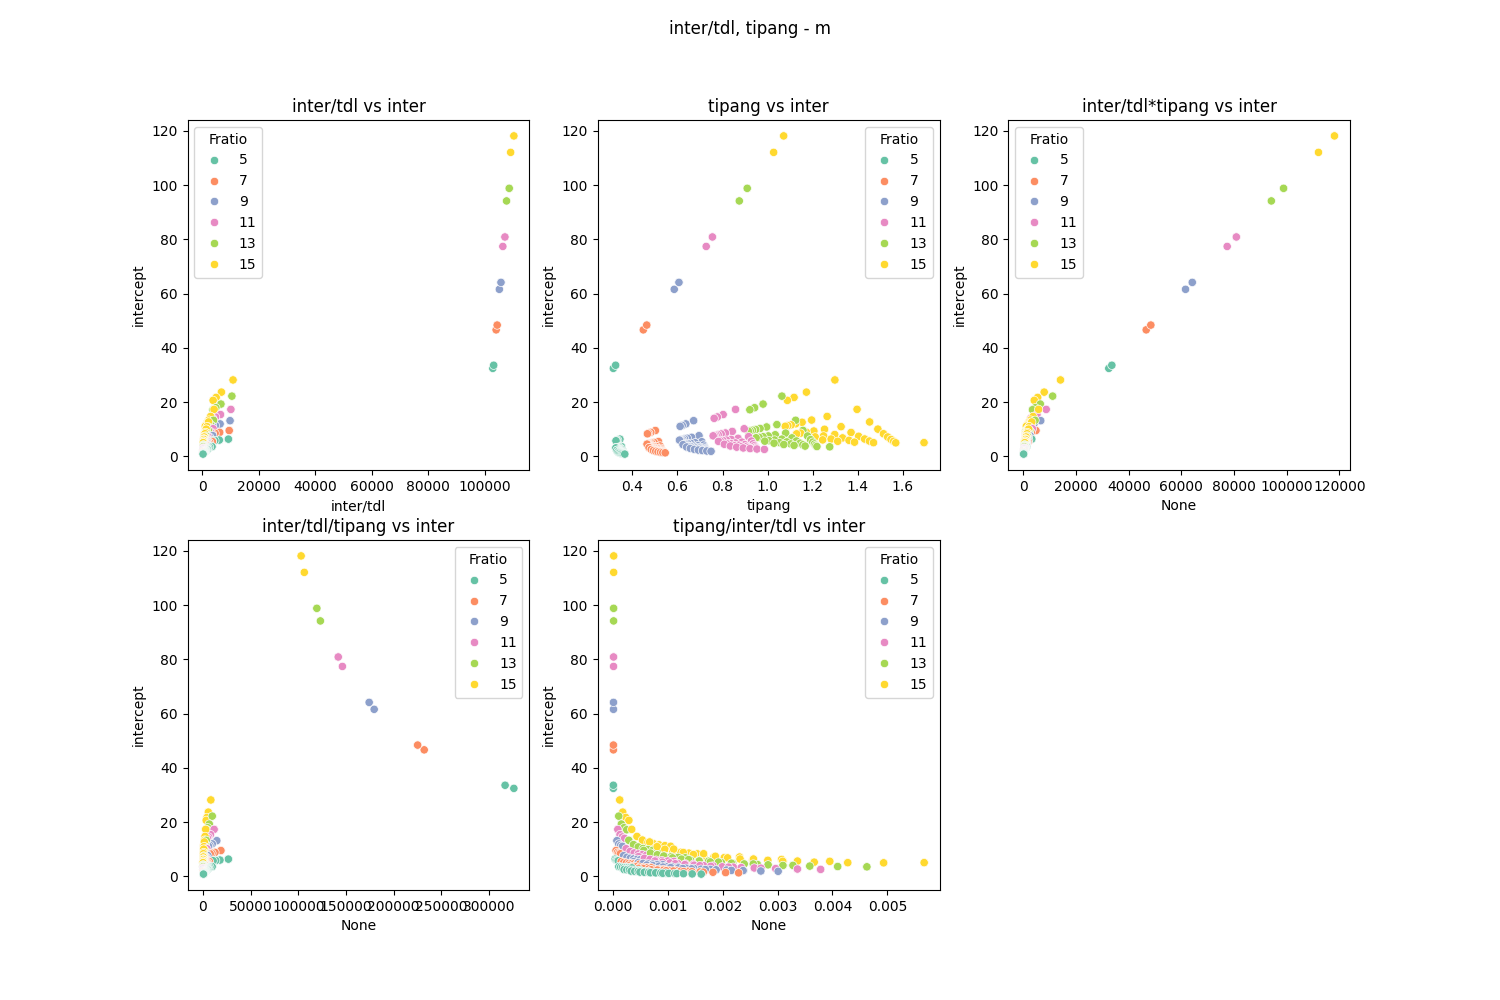 inter/tdl, tipang - m
inter/tdl vs inter
120
100
80
60
40
20
0
intercept
Fratio
5
7
9
11
13
15
0 20000 40000 60000 80000 100000
inter/tdl
tipang vs inter
120
100
80
60
40
20
0
intercept
Fratio
5
7
9
11
13
15
0.4 0.6 0.8 1.0 1.2 1.4 1.6
tipang
inter/tdl*tipang vs inter
120
100
80
60
40
20
0
intercept
Fratio
5
7
9
11
13
15
0 20000 40000 60000 80000 100000 120000
None
inter/tdl/tipang vs inter
120
100
80
60
40
20
0
intercept
Fratio
5
7
9
11
13
15
0 50000 100000 150000 200000 250000 300000
None
tipang/inter/tdl vs inter
120
100
80
60
40
20
0
intercept
Fratio
5
7
9
11
13
15
0.000 0.001 0.002 0.003 0.004 0.005
None